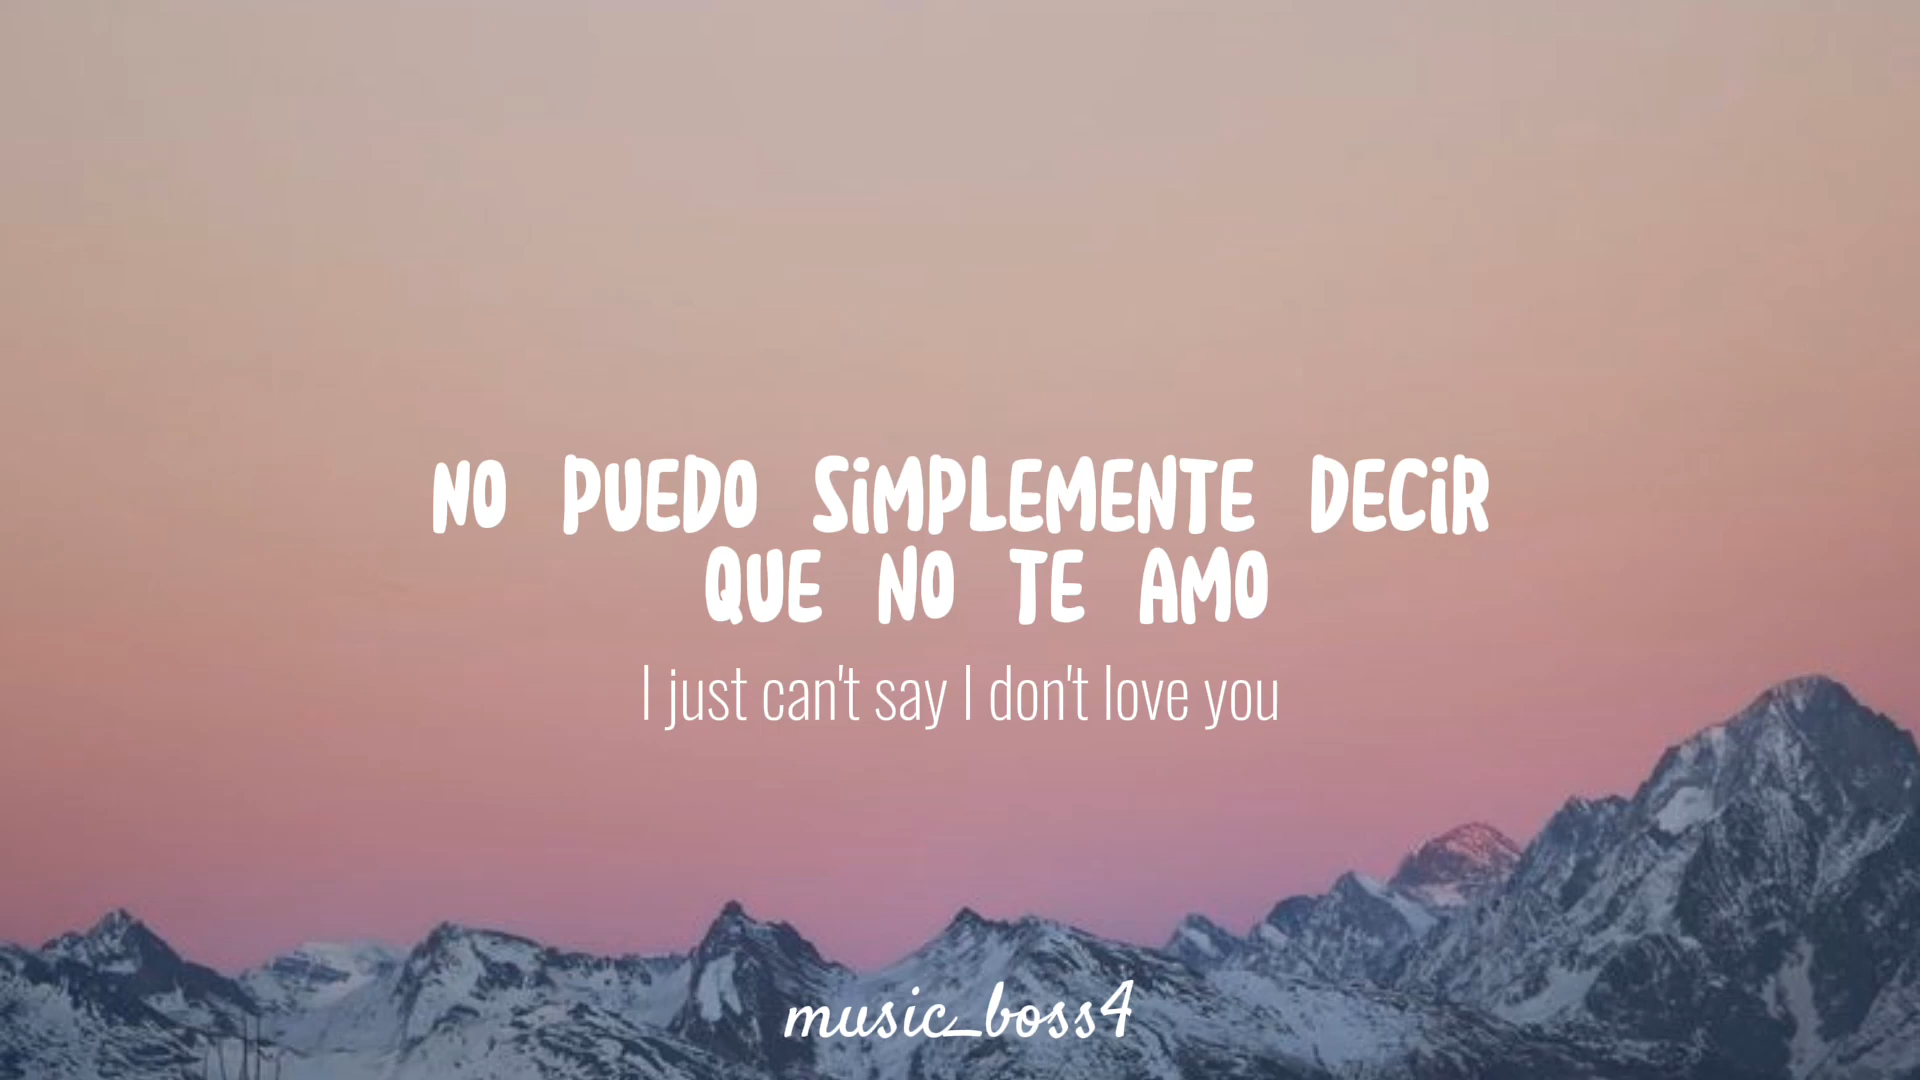 NO PUEDO SiMPLEMENTE DECiR
QUE NO TE AMO
I just can't say I don't love you
music_boss4